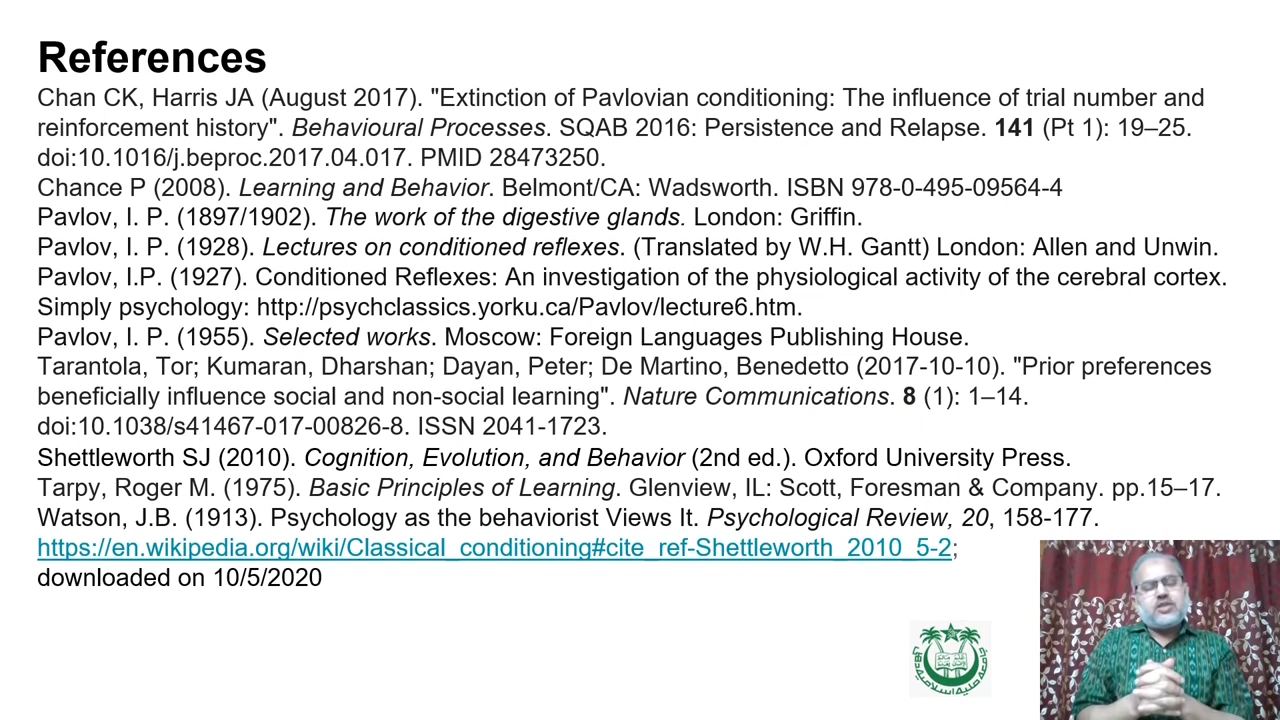 References
Chan CK, Harris JA (August 2017). "Extinction of Pavlovian conditioning: The influence of trial number and
reinforcement history". Behavioural Processes. SQAB 2016: Persistence and Relapse. 141 (Pt 1): 19–25.
doi:10.1016/j.beproc.2017.04.017. PMID 28473250.
Chance P (2008). Learning and Behavior. Belmont/CA: Wadsworth. ISBN 978-0-495-09564-4
Pavlov, I. P. (1897/1902). The work of the digestive glands. London: Griffin.
Pavlov, I. P. (1928). Lectures on conditioned reflexes. (Translated by W.H. Gantt) London: Allen and Unwin.
Pavlov, I.P. (1927). Conditioned Reflexes: An investigation of the physiological activity of the cerebral cortex.
Simply psychology: http://psychclassics.yorku.ca/Pavlov/lecture6.htm.
Pavlov, I. P. (1955). Selected works. Moscow: Foreign Languages Publishing House.
Tarantola, Tor; Kumaran, Dharshan; Dayan, Peter; De Martino, Benedetto (2017-10-10). "Prior preferences
beneficially influence social and non-social learning". Nature Communications. 8 (1): 1–14.
doi:10.1038/s41467-017-00826-8. ISSN 2041-1723.
Shettleworth SJ (2010). Cognition, Evolution, and Behavior (2nd ed.). Oxford University Press.
Tarpy, Roger M. (1975). Basic Principles of Learning. Glenview, IL: Scott, Foresman & Company. pp.15–17.
Watson, J.B. (1913). Psychology as the behaviorist Views It. Psychological Review, 20, 158-177.
https://en.wikipedia.org/wiki/Classical_conditioning#cite_ref-Shettleworth_2010_5-2;
downloaded on 10/5/2020